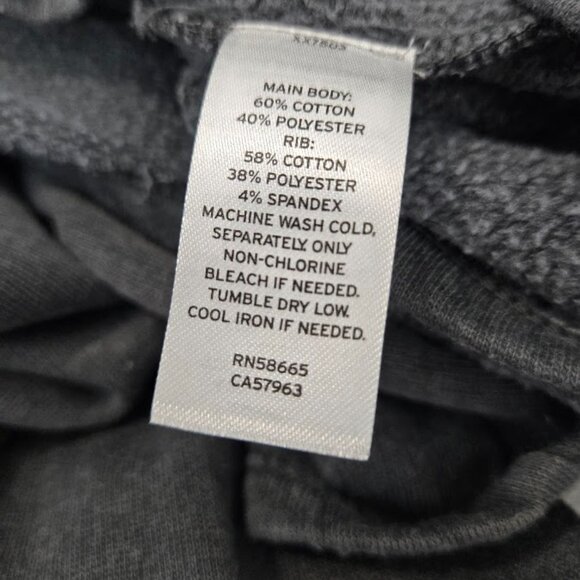 MAIN BODY:
60% COTTON
40% POLYESTER
RIB:
58% COTTON
38% POLYESTER
4% SPANDEX
MACHINE WASH COLD,
SEPARATELY ONLY
NON-CHLORINE
BLEACH IF NEEDED.
TUMBLE DRY LOW.
COOL IRON IF NEEDED.
RN58665
CA57963